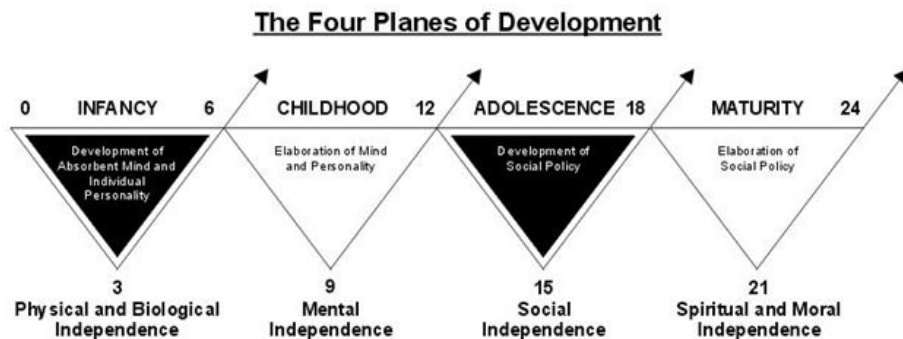 The Four Planes of Development
0 INFANCY 6 CHILDHOOD 12 ADOLESCENCE 18 MATURITY 24
Development of
Absorbent Mind and
Individual
Personality
Elaboration of Mind
and Personality
Development of
Social Policy
Elaboration of
Social Policy
3
Physical and Biological
Independence
9
Mental
Independence
15
Social
Independence
21
Spiritual and Moral
Independence